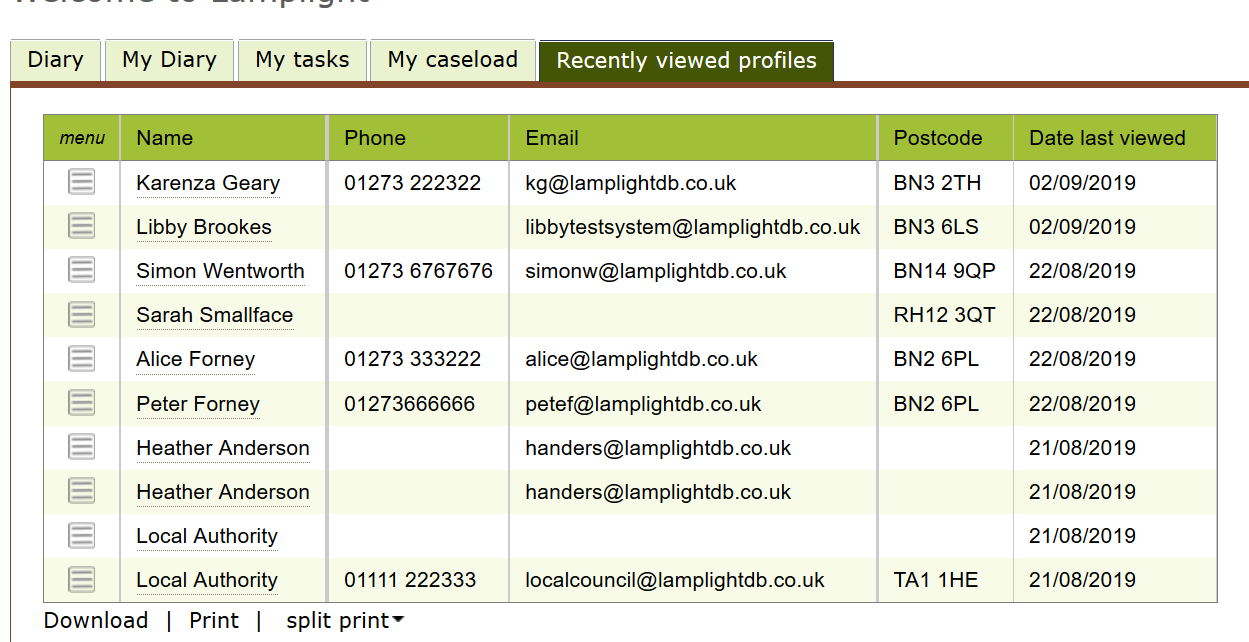 Welcome to Lamplight
Diary My Diary My tasks My caseload Recently viewed profiles
menu Name Phone Email Postcode Date last viewed
Karenza Geary 01273 222322 kg@lamplightdb.co.uk BN3 2TH 02/09/2019
Libby Brookes libbytestsystem@lamplightdb.co.uk BN3 6LS 02/09/2019
Simon Wentworth 01273 6767676 simonw@lamplightdb.co.uk BN14 9QP 22/08/2019
Sarah Smallface RH12 3QT 22/08/2019
Alice Forney 01273 333222 alice@lamplightdb.co.uk BN2 6PL 22/08/2019
Peter Forney 01273666666 petef@lamplightdb.co.uk BN2 6PL 22/08/2019
Heather Anderson handers@lamplightdb.co.uk 21/08/2019
Heather Anderson handers@lamplightdb.co.uk 21/08/2019
Local Authority 21/08/2019
Local Authority 01111 222333 localcouncil@lamplightdb.co.uk TA1 1HE 21/08/2019
Download | Print | split print